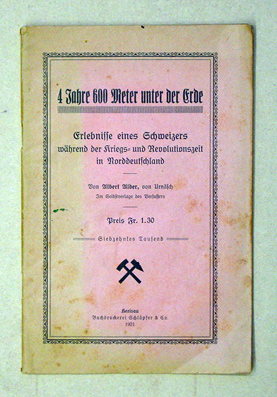 4 Jahre 600 Meter unter der Erde
Erlebnisse eines Schweizers
während der Kriegs- und Revolutionszeit
in Norddeutschland
Von Albert Alder, von Urnäsch
Im Selbstverlage des Verfassers
Preis Fr. 1.30
Siebzehntes Tausend
Herisau
Buchdruckerei Schläpfer & Co.
1921